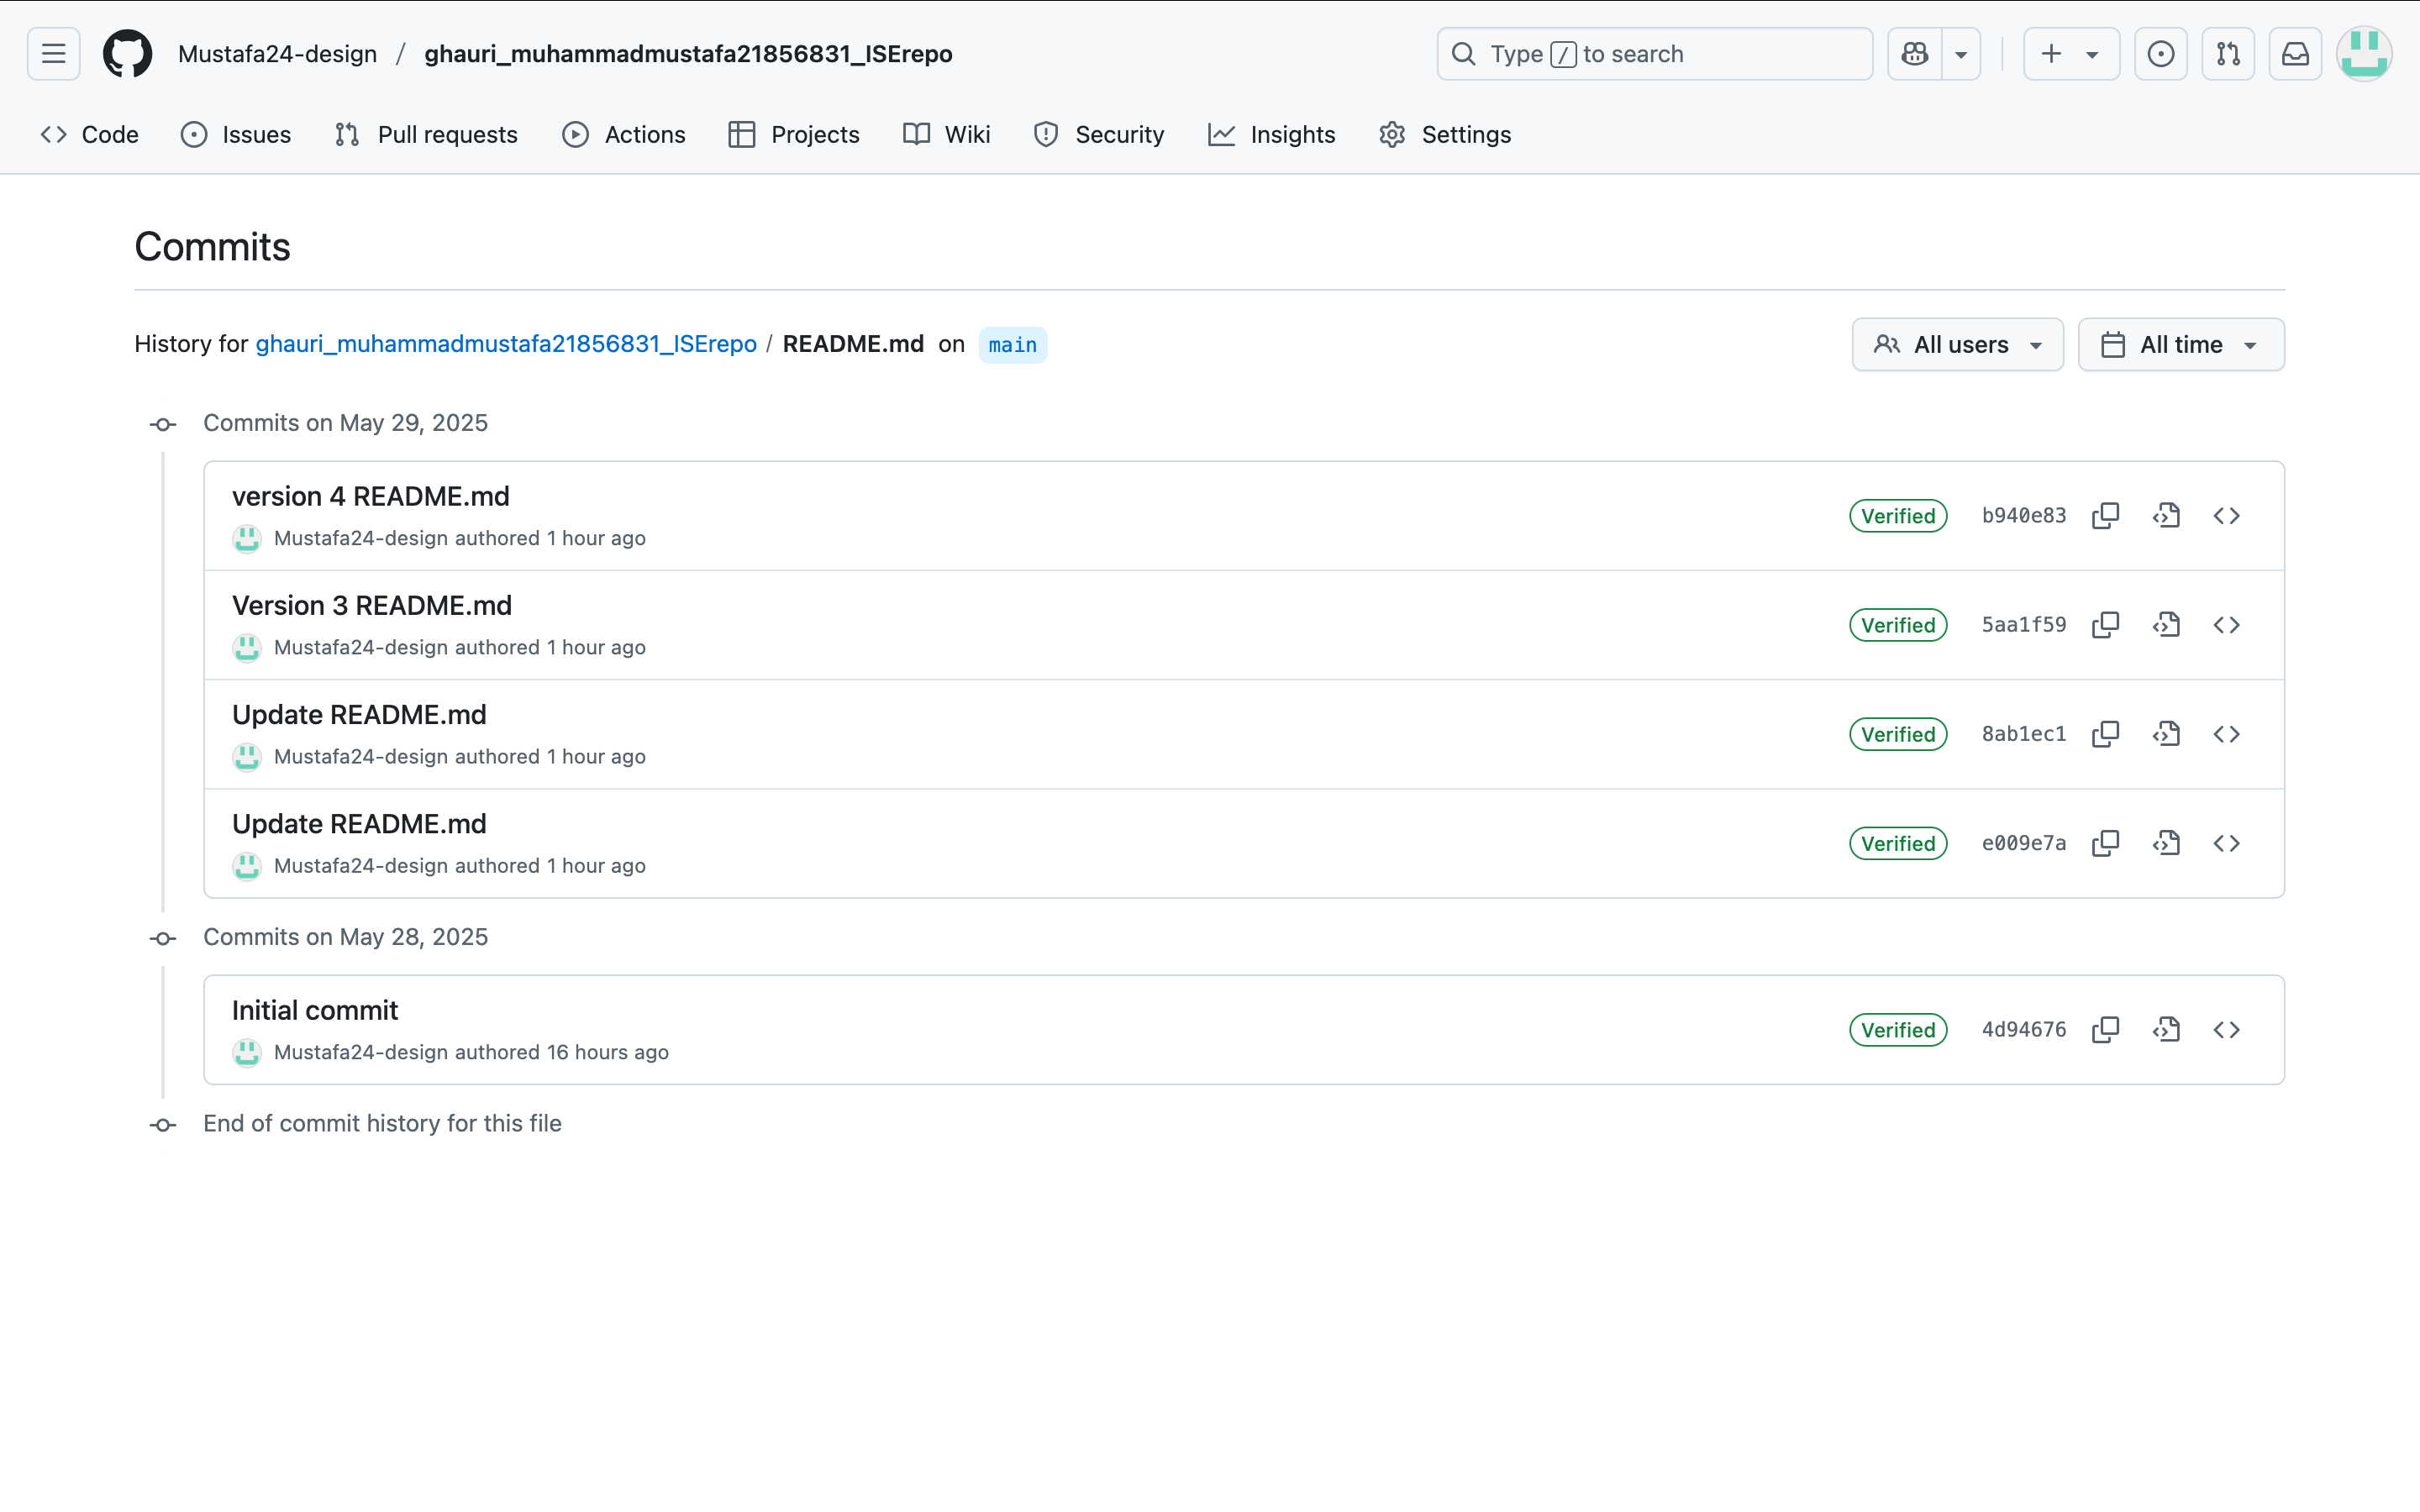 Mustafa24-design / ghauri_muhammadmustafa21856831_ISErepo
Type / to search
Code Issues Pull requests Actions Projects Wiki Security Insights Settings
Commits
History for ghauri_muhammadmustafa21856831_ISErepo / README.md on main
All users All time
Commits on May 29, 2025
version 4 README.md
Mustafa24-design authored 1 hour ago
Verified b940e83
Version 3 README.md
Mustafa24-design authored 1 hour ago
Verified 5aa1f59
Update README.md
Mustafa24-design authored 1 hour ago
Verified 8ab1ec1
Update README.md
Mustafa24-design authored 1 hour ago
Verified e009e7a
Commits on May 28, 2025
Initial commit
Mustafa24-design authored 16 hours ago
Verified 4d94676
End of commit history for this file